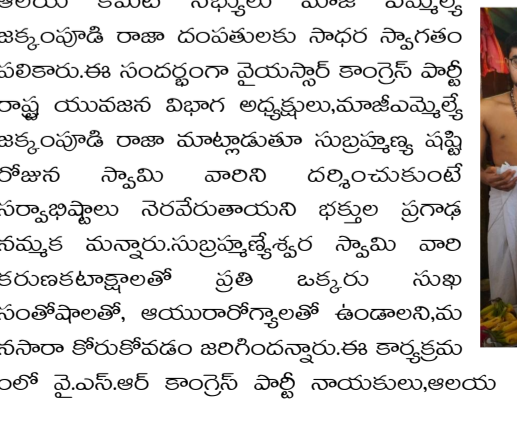 ఆలయ కమిటీ సభ్యులు మాజీ ఎమ్మెల్యే
జక్కంపూడి రాజా దంపతులకు సాధర స్వాగతం
పలికారు.ఈ సందర్భంగా వైయస్సార్ కాంగ్రెస్ పార్టీ
రాష్ట్ర యువజన విభాగ అధ్యక్షులు,మాజీఎమ్మెల్యే
జక్కంపూడి రాజా మాట్లాడుతూ సుబ్రహ్మణ్య షష్టి
రోజున స్వామి వారిని దర్శించుకుంటే
సర్వాభిష్టాలు నెరవేరుతాయని భక్తుల ప్రగాఢ
నమ్మక మన్నారు.సుబ్రహ్మణ్యేశ్వర స్వామి వారి
కరుణకటాక్షాలతో ప్రతి ఒక్కరు సుఖ
సంతోషాలతో, ఆయురారోగ్యాలతో ఉండాలని,మ
నసారా కోరుకోవడం జరిగిందన్నారు.ఈ కార్యక్రమ
ంలో వై.ఎస్.ఆర్ కాంగ్రెస్ పార్టీ నాయకులు,ఆలయ